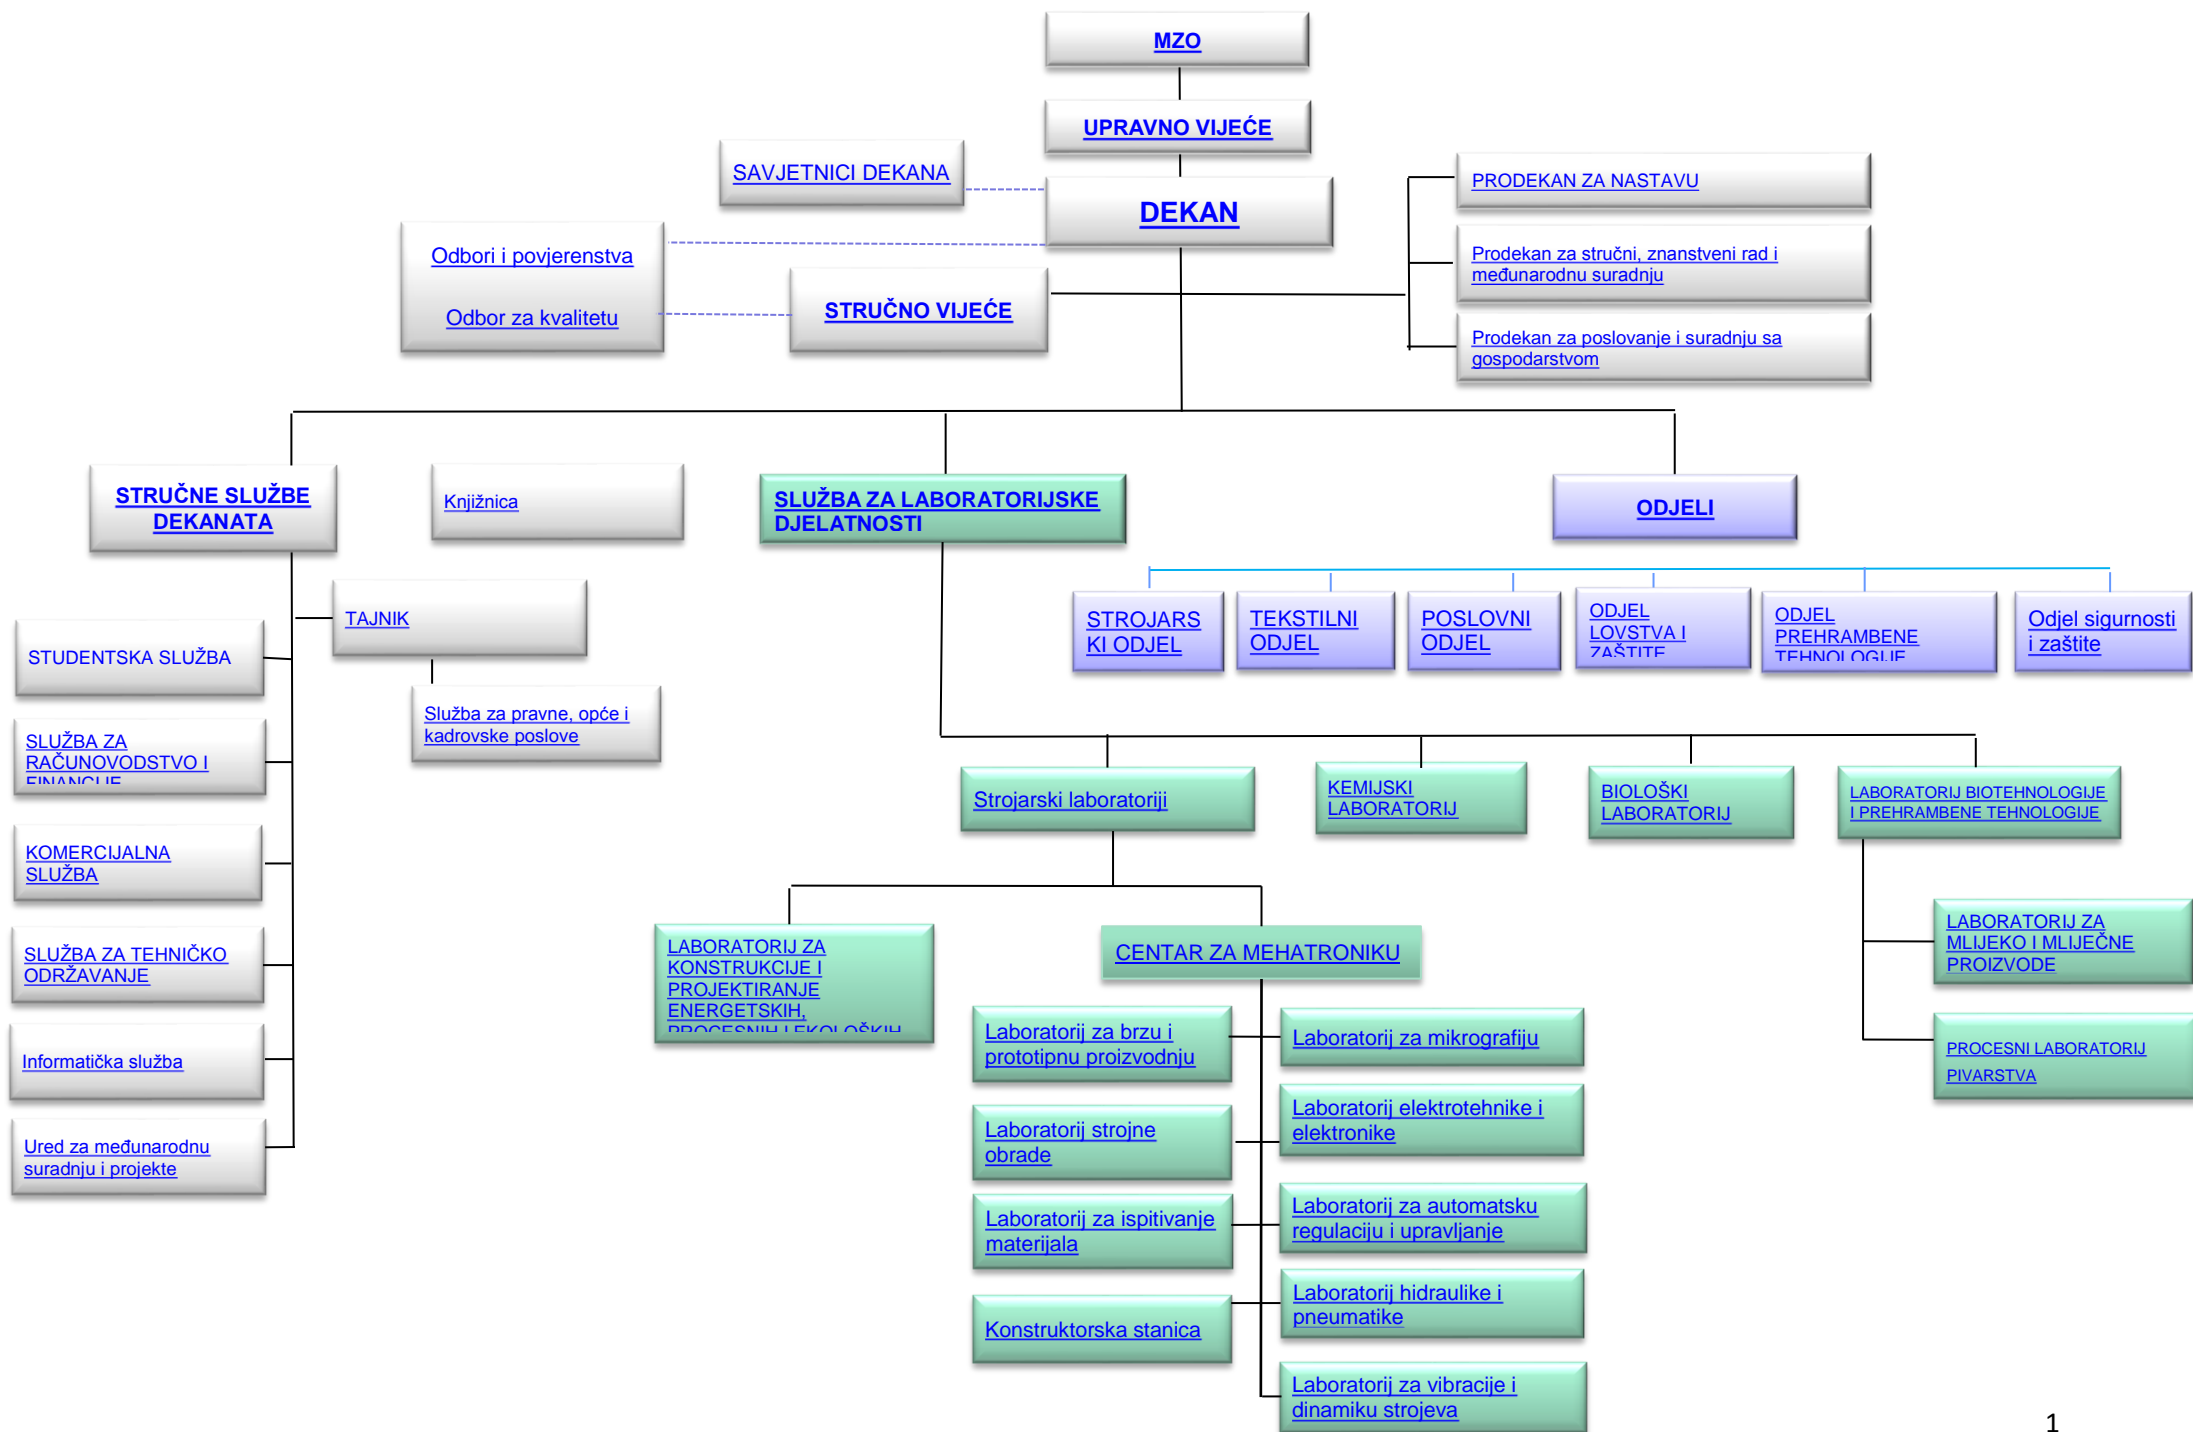 MZO
UPRAVNO VIJEĆE
SAVJETNICI DEKANA
DEKAN
PRODEKAN ZA NASTAVU
Odbori i povjerenstva
Prodekan za stručni, znanstveni rad i
međunarodnu suradnju
Odbor za kvalitetu
STRUČNO VIJEĆE
Prodekan za poslovanje i suradnju sa
gospodarstvom
STRUČNE SLUŽBE
DEKANATA
Knjižnica
SLUŽBA ZA LABORATORIJSKE
DJELATNOSTI
ODJELI
TAJNIK
STROJARS
KI ODJEL
TEKSTILNI
ODJEL
POSLOVNI
ODJEL
ODJEL
LOVSTVA I
ZAŠTITE
ODJEL
PREHRAMBENE
TEHNOLOGIJE
Odjel sigurnosti
i zaštite
STUDENTSKA SLUŽBA
Služba za pravne, opće i
kadrovske poslove
SLUŽBA ZA
RAČUNOVODSTVO I
FINANCIJE
Strojarski laboratoriji
KEMIJSKI
LABORATORIJ
BIOLOŠKI
LABORATORIJ
LABORATORIJ BIOTEHNOLOGIJE
I PREHRAMBENE TEHNOLOGIJE
KOMERCIJALNA
SLUŽBA
SLUŽBA ZA TEHNIČKO
ODRŽAVANJE
LABORATORIJ ZA
KONSTRUKCIJE I
PROJEKTIRANJE
ENERGETSKIH,
PROCESNIH I EKOLOŠKIH
CENTAR ZA MEHATRONIKU
LABORATORIJ ZA
MLIJEKO I MLIJEČNE
PROIZVODE
Informatička služba
Laboratorij za brzu i
prototipnu proizvodnju
Laboratorij za mikrografiju
PROCESNI LABORATORIJ
PIVARSTVA
Ured za međunarodnu
suradnju i projekte
Laboratorij strojne
obrade
Laboratorij elektrotehnike i
elektronike
Laboratorij za ispitivanje
materijala
Laboratorij za automatsku
regulaciju i upravljanje
Konstruktorska stanica
Laboratorij hidraulike i
pneumatike
Laboratorij za vibracije i
dinamiku strojeva
1